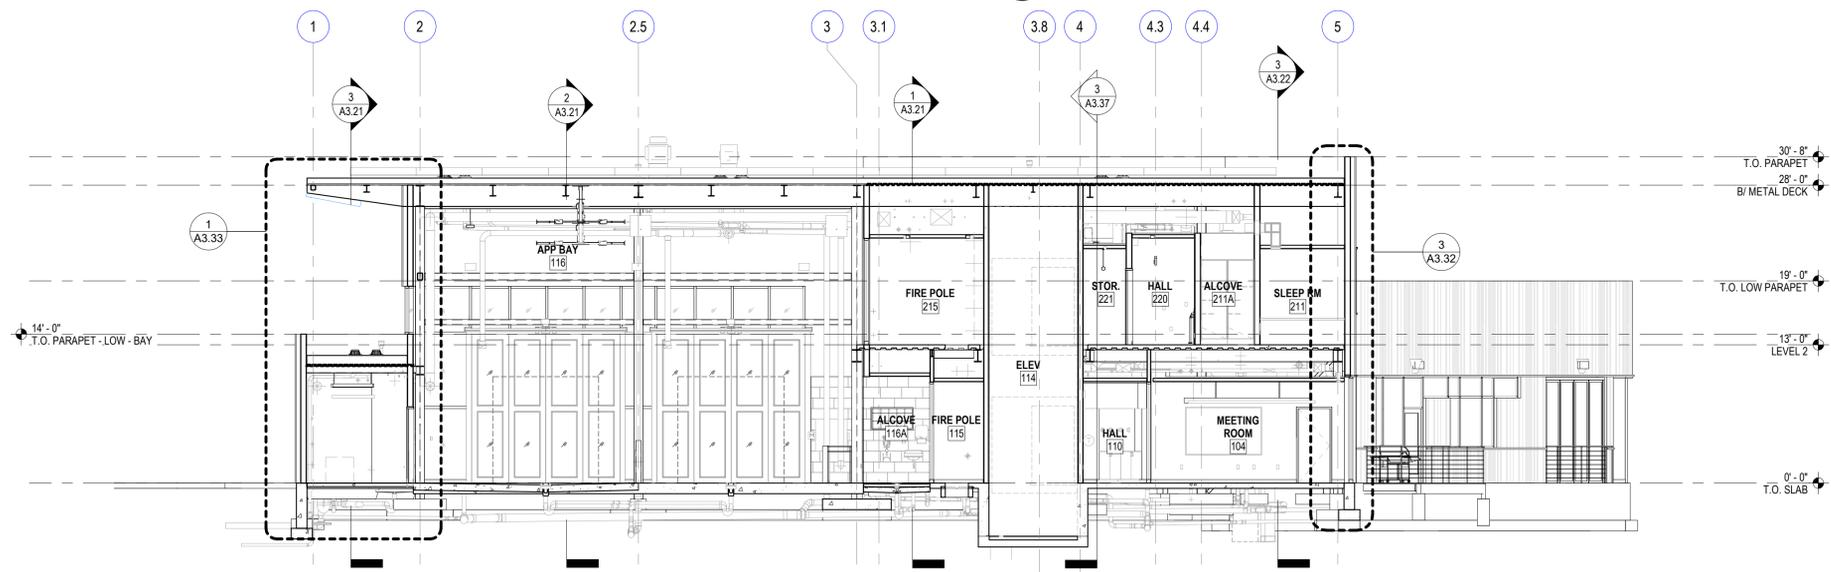 1
2
2.5
3
3.1
3.8
4
4.3
4.4
5
3
A3.21
2
A3.21
1
A3.21
3
A3.37
3
A3.22
30' - 8"
T.O. PARAPET
28' - 0"
B/ METAL DECK
1
A3.33
3
A3.32
APP BAY
116
19' - 0"
T.O. LOW PARAPET
FIRE POLE
215
STOR.
221
HALL
220
ALCOVE
211A
SLEEP RM
211
14' - 0"
T.O. PARAPET - LOW - BAY
13' - 0"
LEVEL 2
ELEV
114
ALCOVE
116A
FIRE POLE
115
HALL
110
MEETING
ROOM
104
0' - 0"
T.O. SLAB